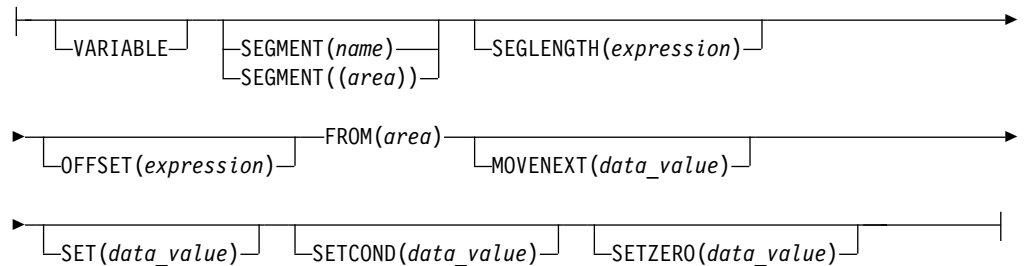 VARIABLE SEGMENT(name) SEGLENGTH(expression)
SEGMENT((area))
FROM(area)
OFFSET(expression) MOVENEXT(data_value)
SET(data_value) SETCOND(data_value) SETZERO(data_value)